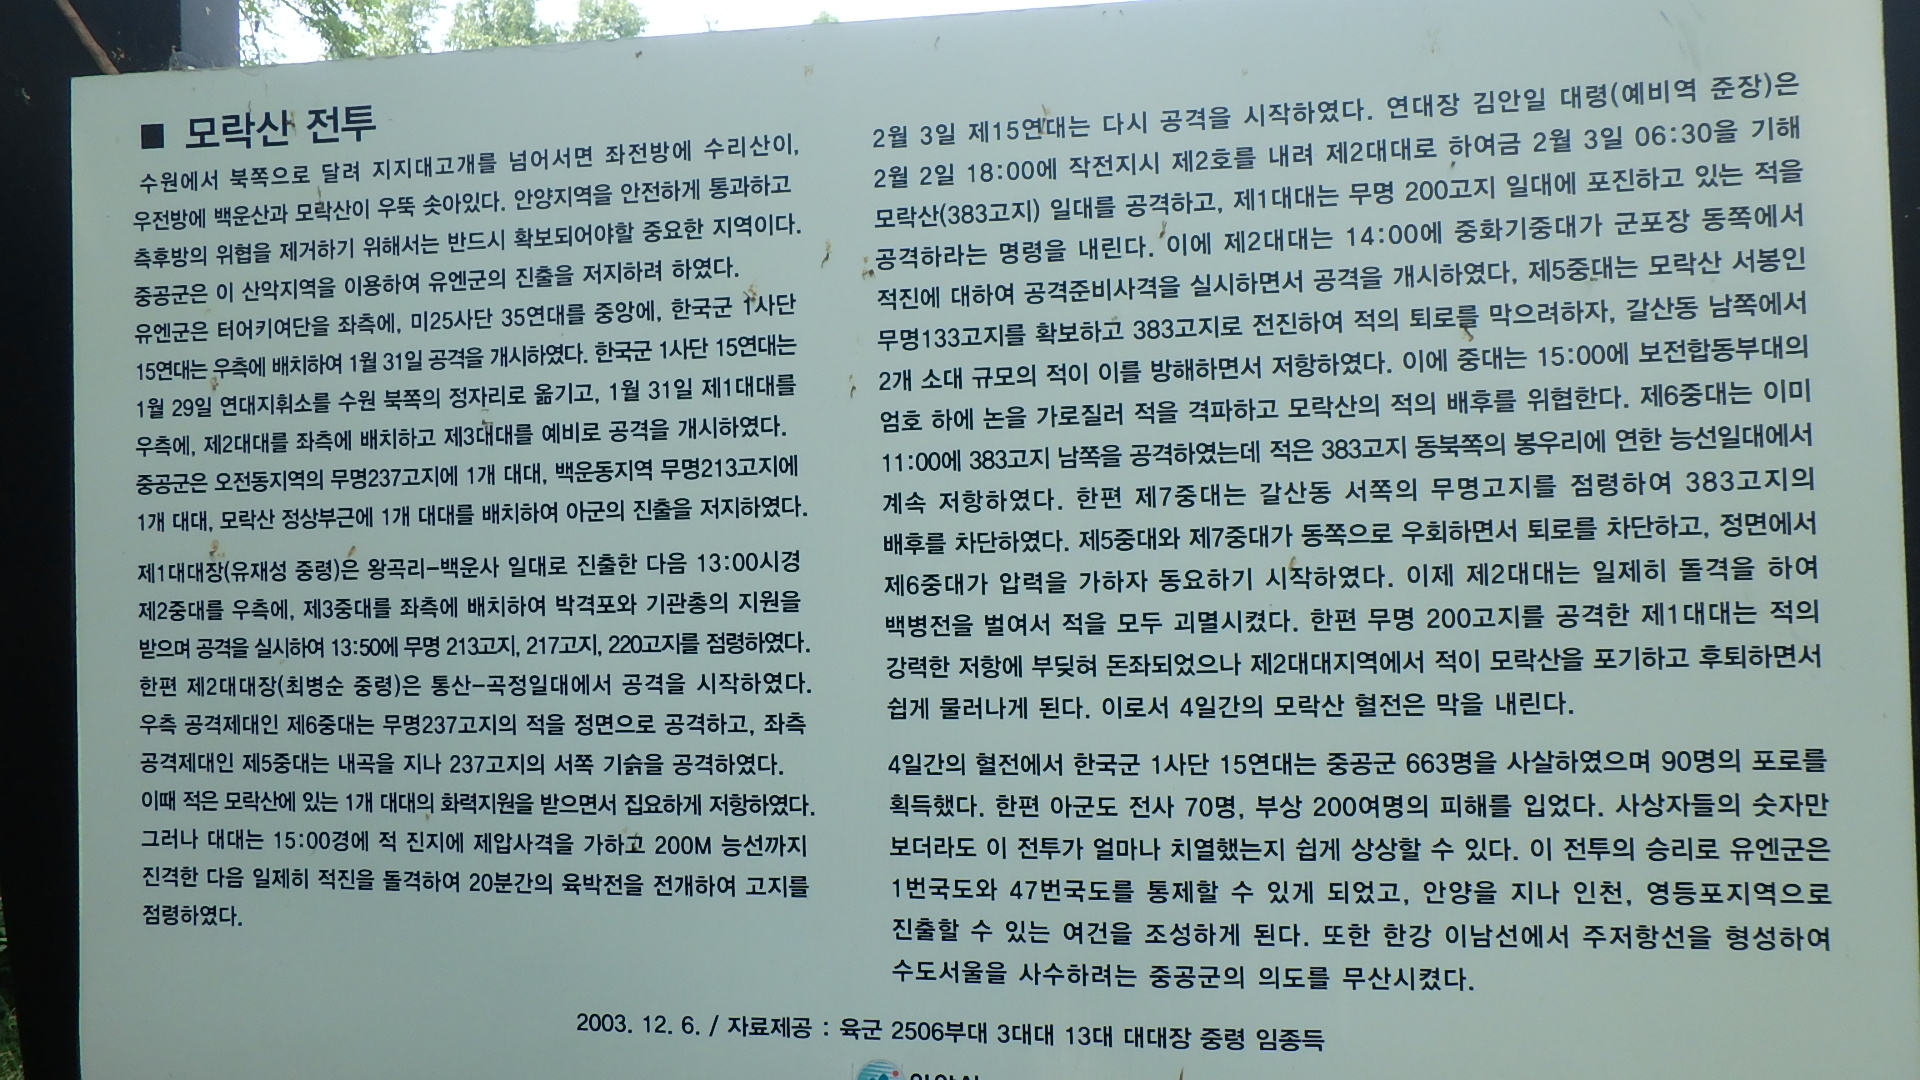 ■ 모락산 전투
수원에서 북쪽으로 달려 지지대고개를 넘어서면 좌전방에 수리산이,
우전방에 백운산과 모락산이 우뚝 솟아있다. 안양지역을 안전하게 통과하고
측후방의 위협을 제거하기 위해서는 반드시 확보되어야할 중요한 지역이다.
중공군은 이 산악지역을 이용하여 유엔군의 진출을 저지하려 하였다.
유엔군은 터어키여단을 좌측에, 미25사단 35연대를 중앙에, 한국군 1사단
15연대는 우측에 배치하여 1월 31일 공격을 개시하였다. 한국군 1사단 15연대는
1월 29일 연대지휘소를 수원 북쪽의 정자리로 옮기고, 1월 31일 제1대대를
우측에, 제2대대를 좌측에 배치하고 제3대대를 예비로 공격을 개시하였다.
중공군은 오전동지역의 무명237고지에 1개 대대, 백운동지역 무명213고지에
1개 대대, 모락산 정상부근에 1개 대대를 배치하여 아군의 진출을 저지하였다.
제1대대장(유재성 중령)은 왕곡리-백운사 일대로 진출한 다음 13:00시경
제2중대를 우측에, 제3중대를 좌측에 배치하여 박격포와 기관총의 지원을
받으며 공격을 실시하여 13:50에 무명 213고지, 217고지, 220고지를 점령하였다.
한편 제2대대장(최병순 중령)은 통산-곡정일대에서 공격을 시작하였다.
우측 공격제대인 제6중대는 무명237고지의 적을 정면으로 공격하고, 좌측
공격제대인 제5중대는 내곡을 지나 237고지의 서쪽 기슭을 공격하였다.
이때 적은 모락산에 있는 1개 대대의 화력지원을 받으면서 집요하게 저항하였다.
그러나 대대는 15:00경에 적 진지에 제압사격을 가하고 200M 능선까지
진격한 다음 일제히 적진을 돌격하여 20분간의 육박전을 전개하여 고지를
점령하였다.
2월 3일 제15연대는 다시 공격을 시작하였다. 연대장 김안일 대령(예비역 준장)은
2월 2일 18:00에 작전지시 제2호를 내려 제2대대로 하여금 2월 3일 06:30을 기해
모락산(383고지) 일대를 공격하고, 제1대대는 무명 200고지 일대에 포진하고 있는 적을
공격하라는 명령을 내린다. 이에 제2대대는 14:00에 중화기중대가 군포장 동쪽에서
적진에 대하여 공격준비사격을 실시하면서 공격을 개시하였다, 제5중대는 모락산 서봉인
무명133고지를 확보하고 383고지로 전진하여 적의 퇴로를 막으려하자, 갈산동 남쪽에서
2개 소대 규모의 적이 이를 방해하면서 저항하였다. 이에 중대는 15:00에 보전합동부대의
엄호 하에 논을 가로질러 적을 격파하고 모락산의 적의 배후를 위협한다. 제6중대는 이미
11:00에 383고지 남쪽을 공격하였는데 적은 383고지 동북쪽의 봉우리에 연한 능선일대에서
계속 저항하였다. 한편 제7중대는 갈산동 서쪽의 무명고지를 점령하여 383고지의
배후를 차단하였다. 제5중대와 제7중대가 동쪽으로 우회하면서 퇴로를 차단하고, 정면에서
제6중대가 압력을 가하자 동요하기 시작하였다. 이제 제2대대는 일제히 돌격을 하여
백병전을 벌여서 적을 모두 괴멸시켰다. 한편 무명 200고지를 공격한 제1대대는 적의
강력한 저항에 부딪혀 돈좌되었으나 제2대대지역에서 적이 모락산을 포기하고 후퇴하면서
쉽게 물러나게 된다. 이로서 4일간의 모락산 혈전은 막을 내린다.
4일간의 혈전에서 한국군 1사단 15연대는 중공군 663명을 사살하였으며 90명의 포로를
획득했다. 한편 아군도 전사 70명, 부상 200여명의 피해를 입었다. 사상자들의 숫자만
보더라도 이 전투가 얼마나 치열했는지 쉽게 상상할 수 있다. 이 전투의 승리로 유엔군은
1번국도와 47번국도를 통제할 수 있게 되었고, 안양을 지나 인천, 영등포지역으로
진출할 수 있는 여건을 조성하게 된다. 또한 한강 이남선에서 주저항선을 형성하여
수도서울을 사수하려는 중공군의 의도를 무산시켰다.
2003. 12. 6. / 자료제공 : 육군 2506부대 3대대 13대 대대장 중령 임종득